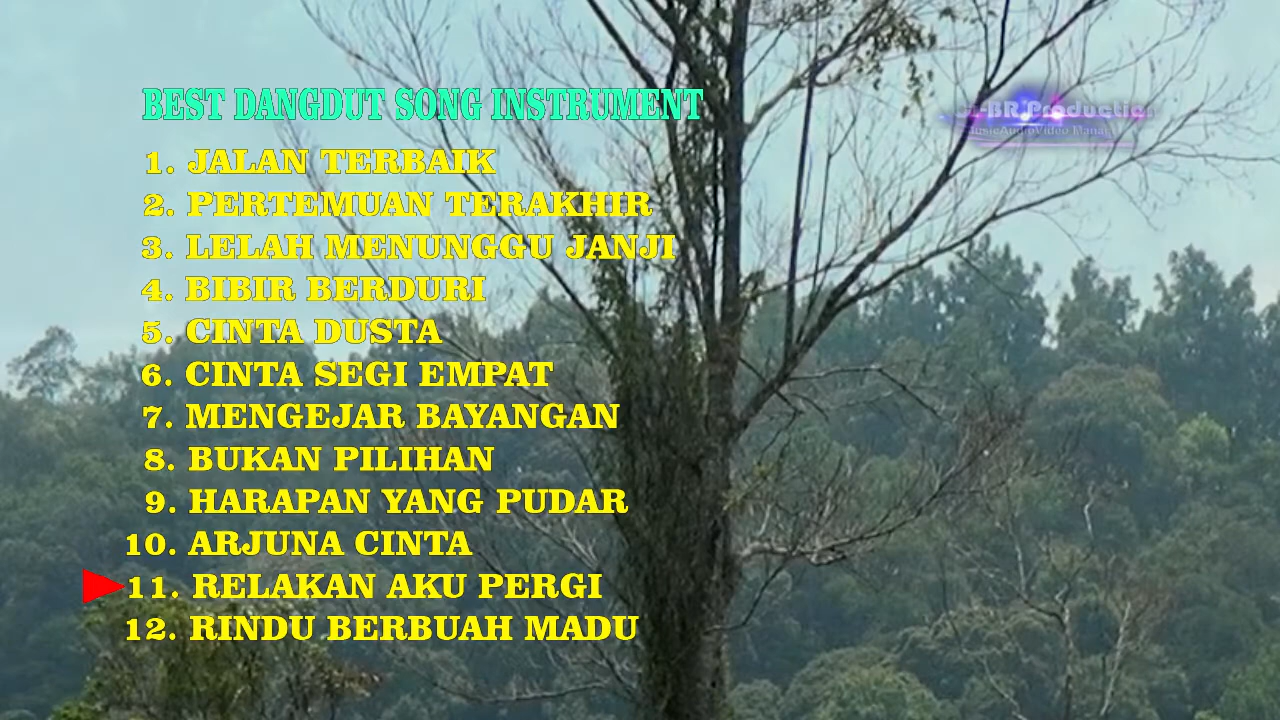 BEST DANGDUT SONG INSTRUMENT
1. JALAN TERBAIK
2. PERTEMUAN TERAKHIR
3. LELAH MENUNGGU JANJI
4. BIBIR BERDURI
5. CINTA DUSTA
6. CINTA SEGI EMPAT
7. MENGEJAR BAYANGAN
8. BUKAN PILIHAN
9. HARAPAN YANG PUDAR
10. ARJUNA CINTA
11. RELAKAN AKU PERGI
12. RINDU BERBUAH MADU
Production